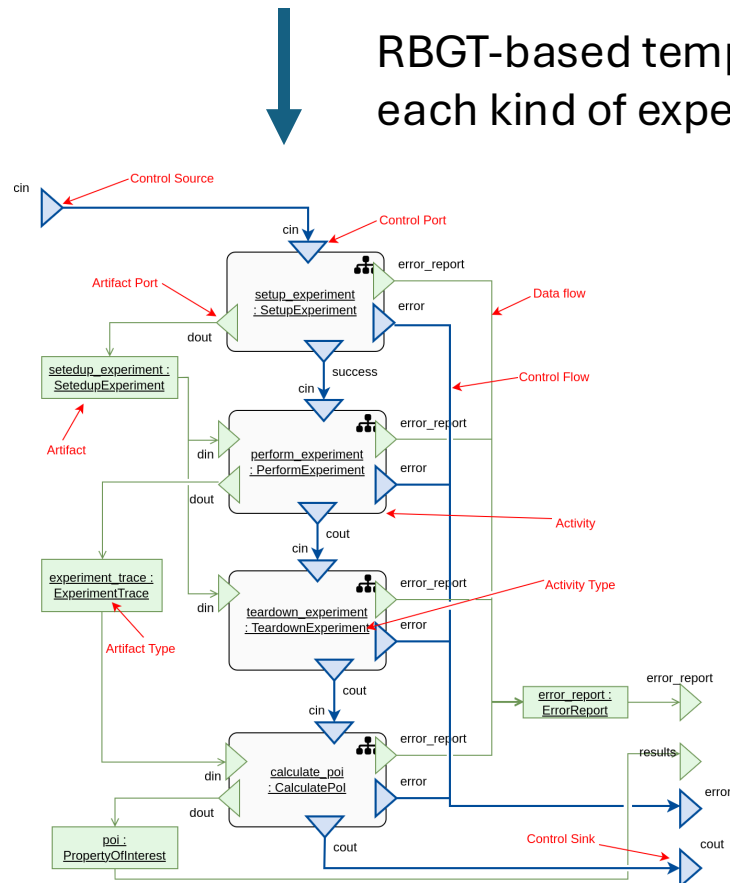 RBGT-based temp
each kind of expe
cin
Control Source
Control Port
cin
error_report
Artifact Port
setup_experiment
: SetupExperiment
error
Data flow
dout
success
setedup_experiment :
SetedupExperiment
cin
Control Flow
error_report
Artifact
din
perform_experiment
: PerformExperiment
error
dout
cout
Activity
cin
experiment_trace :
ExperimentTrace
error_report
Activity Type
din
teardown_experiment
: TeardownExperiment
error
Artifact Type
cout
error_report
error_report :
ErrorReport
cin
error_report
results
din
calculate_poi
: CalculatePoI
error
error
dout
poi :
PropertyOfInterest
cout
Control Sink
cout